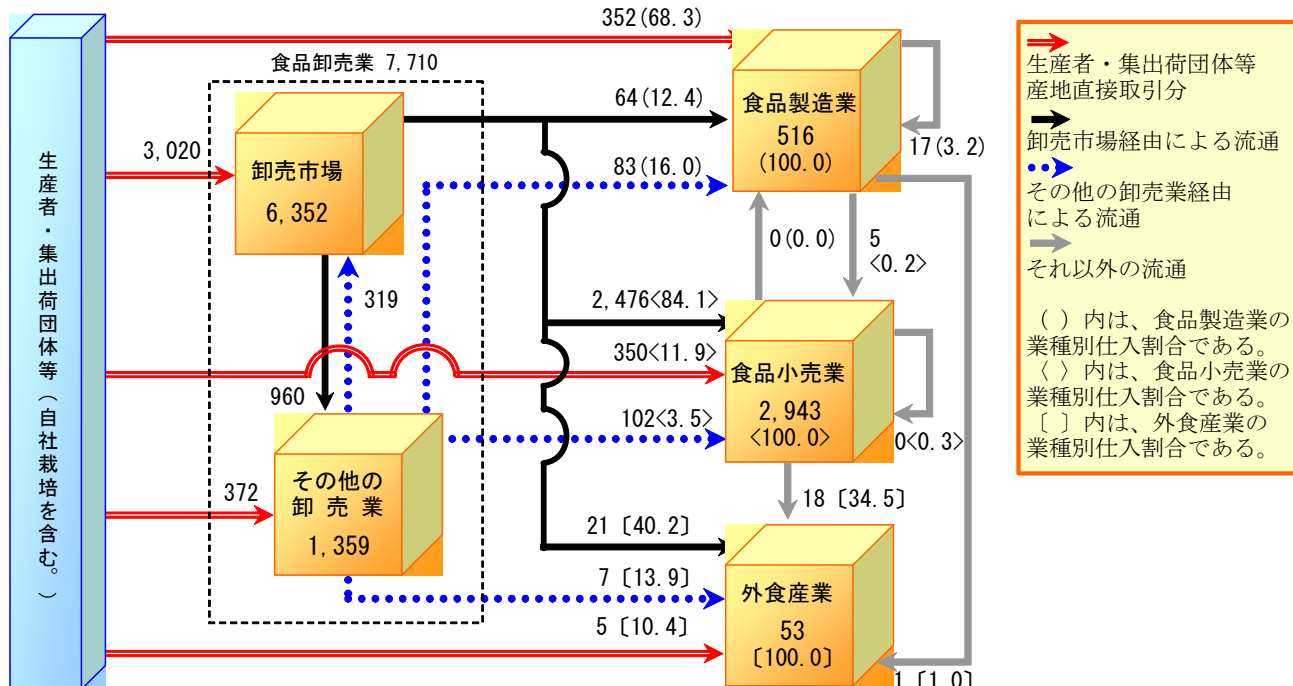 生産者・集出荷団体等（自社栽培を含む。）
食品卸売業 7,710
卸売市場
6,352
その他の
卸売業
1,359
3,020
372
960
319
352(68.3)
64(12.4)
83(16.0)
食品製造業
516
(100.0)
17(3.2)
0(0.0)
5
<0.2>
2,476<84.1>
350<11.9>
102<3.5>
食品小売業
2,943
<100.0>
0<0.3>
18〔34.5〕
21〔40.2〕
7〔13.9〕
5〔10.4〕
外食産業
53
〔100.0〕
1〔1.0〕
生産者・集出荷団体等
産地直接取引分
卸売市場経由による流通
その他の卸売業経由
による流通
それ以外の流通
（ ）内は、食品製造業の
業種別仕入割合である。
〈 〉内は、食品小売業の
業種別仕入割合である。
〔 〕内は、外食産業の
業種別仕入割合である。